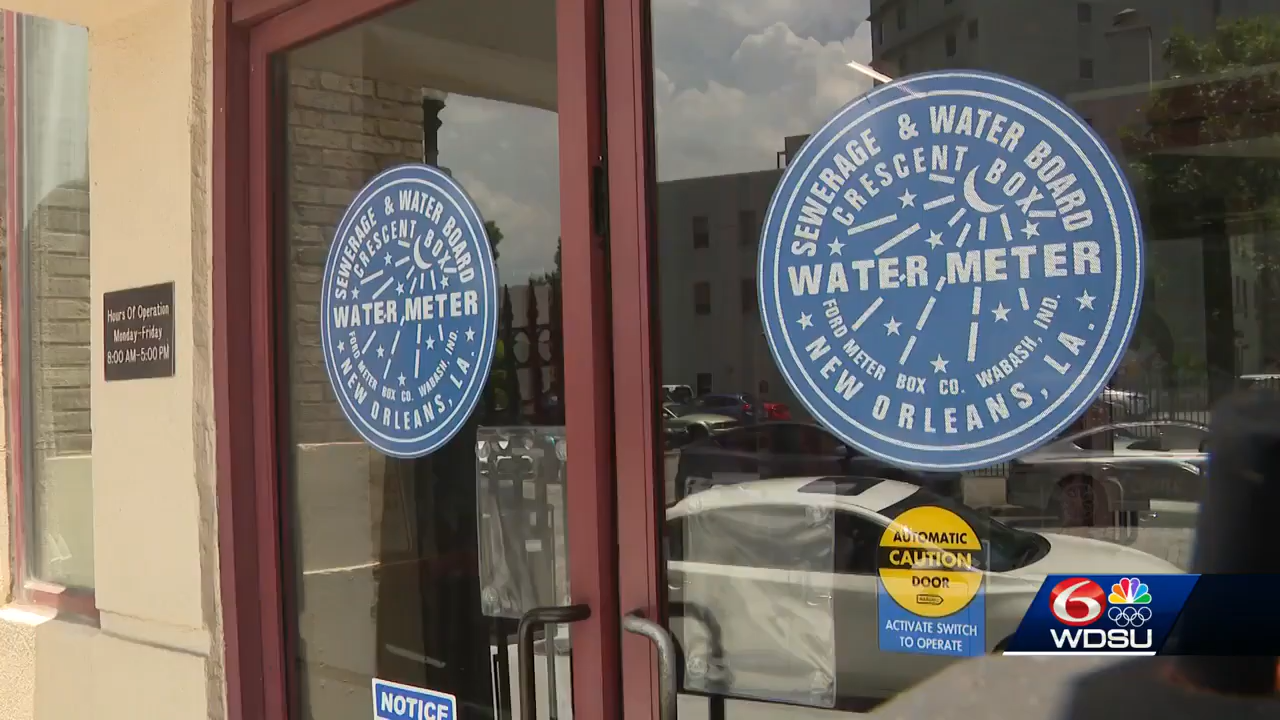 Hours Of Operation
Monday-Friday
8:00 AM-5:00 PM
SEWERAGE & WATER BOARD
CRESCENT BOX
WATER METER
FORD METER BOX CO. WABASH, IND.
NEW ORLEANS, LA.
NOTICE
SEWERAGE & WATER BOARD
CRESCENT BOX
WATER METER
FORD METER BOX CO. WABASH, IND.
NEW ORLEANS, LA.
AUTOMATIC
CAUTION
DOOR
ACTIVATE SWITCH
TO OPERATE
6
WDSU